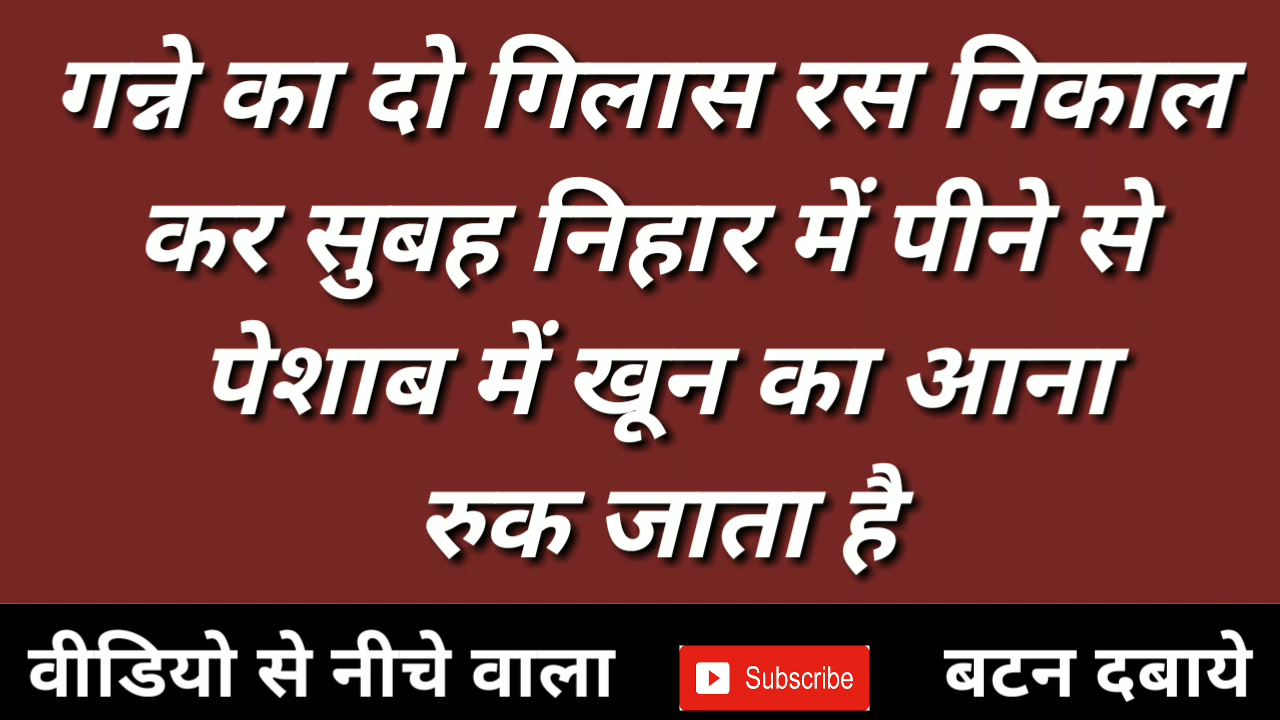 गन्ने का दो गिलास रस निकाल
कर सुबह निहार में पीने से
पेशाब में खून का आना
रुक जाता है
वीडियो से नीचे वाला Subscribe बटन दबाये